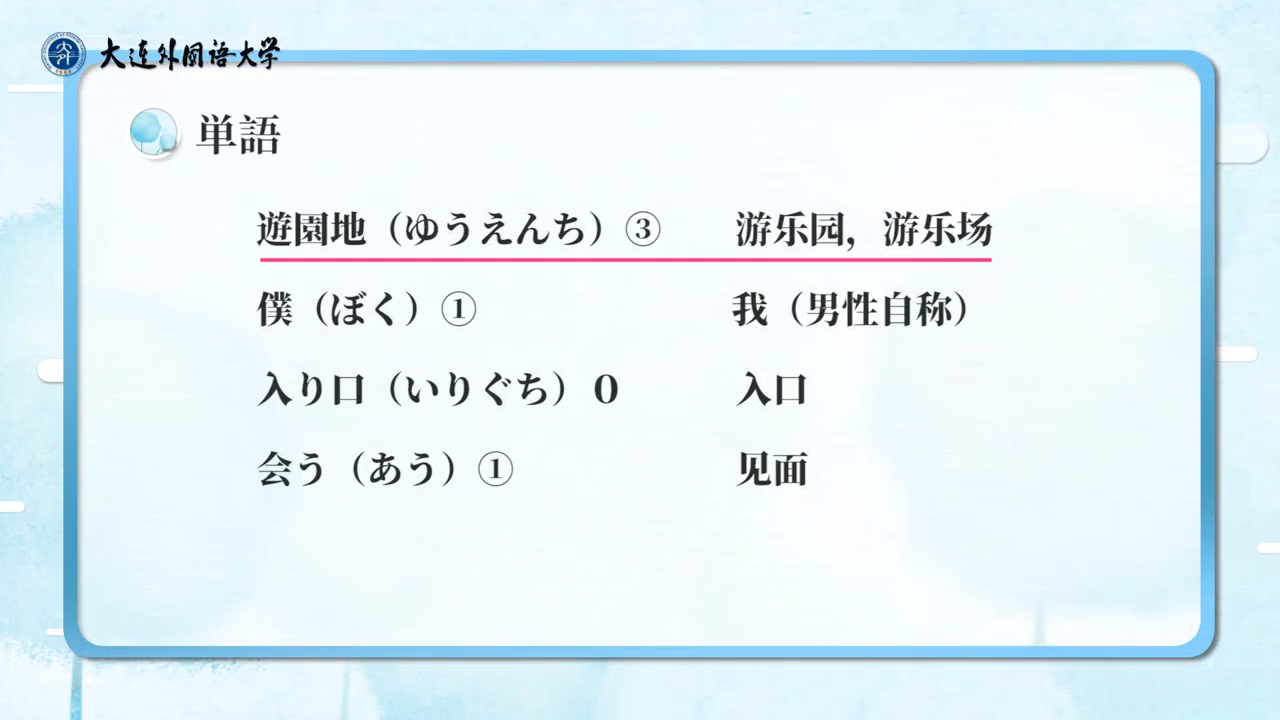 大连外国语大学
単語
遊園地（ゆうえんち）③ 游乐园，游乐场
僕（ぼく）① 我（男性自称）
入り口（いりぐち）0 入口
会う（あう）① 见面